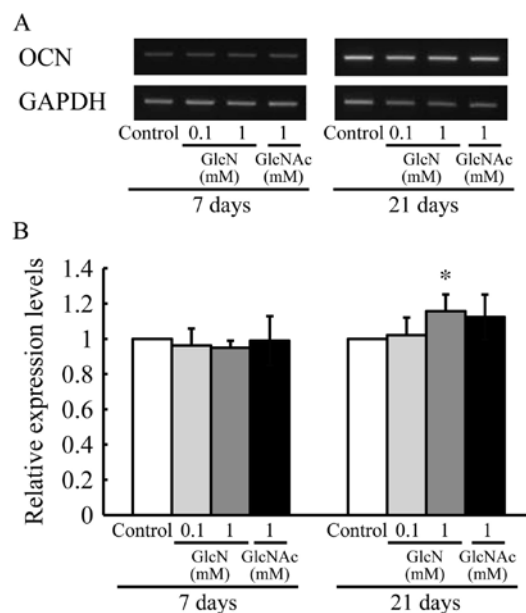 A
OCN
GAPDH
Control 0.1 1 1 Control 0.1 1 1
GlcN GlcNAc GlcN GlcNAc
(mM) (mM) (mM) (mM)
7 days 21 days
B
Relative expression levels
1.4
1.2
1
0.8
0.6
0.4
0.2
0
*
Control 0.1 1 1 Control 0.1 1 1
GlcN GlcNAc GlcN GlcNAc
(mM) (mM) (mM) (mM)
7 days 21 days